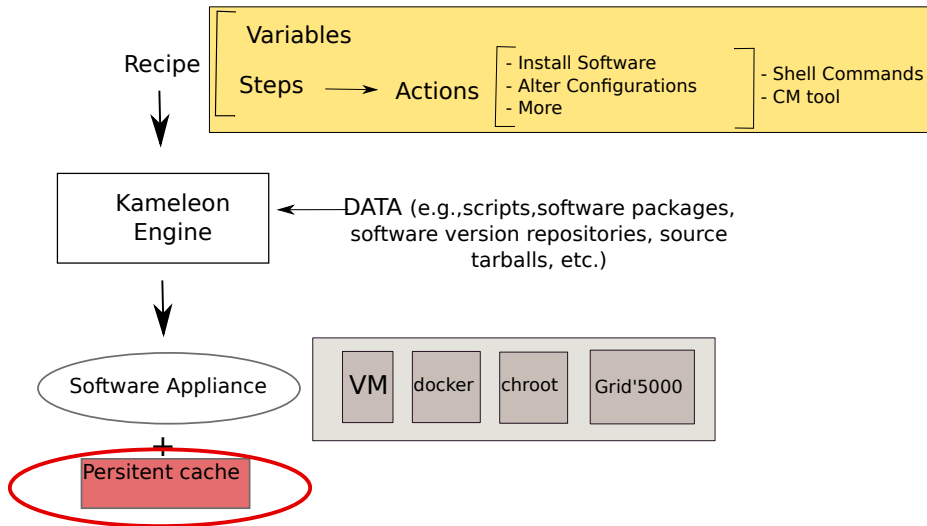 Recipe
Variables
Steps
Actions
- Install Software
- Alter Configurations
- More
- Shell Commands
- CM tool
Kameleon
Engine
DATA (e.g.,scripts,software packages,
software version repositories, source
tarballs, etc.)
Software Appliance
VM
docker
chroot
Grid'5000
+
Persitent cache